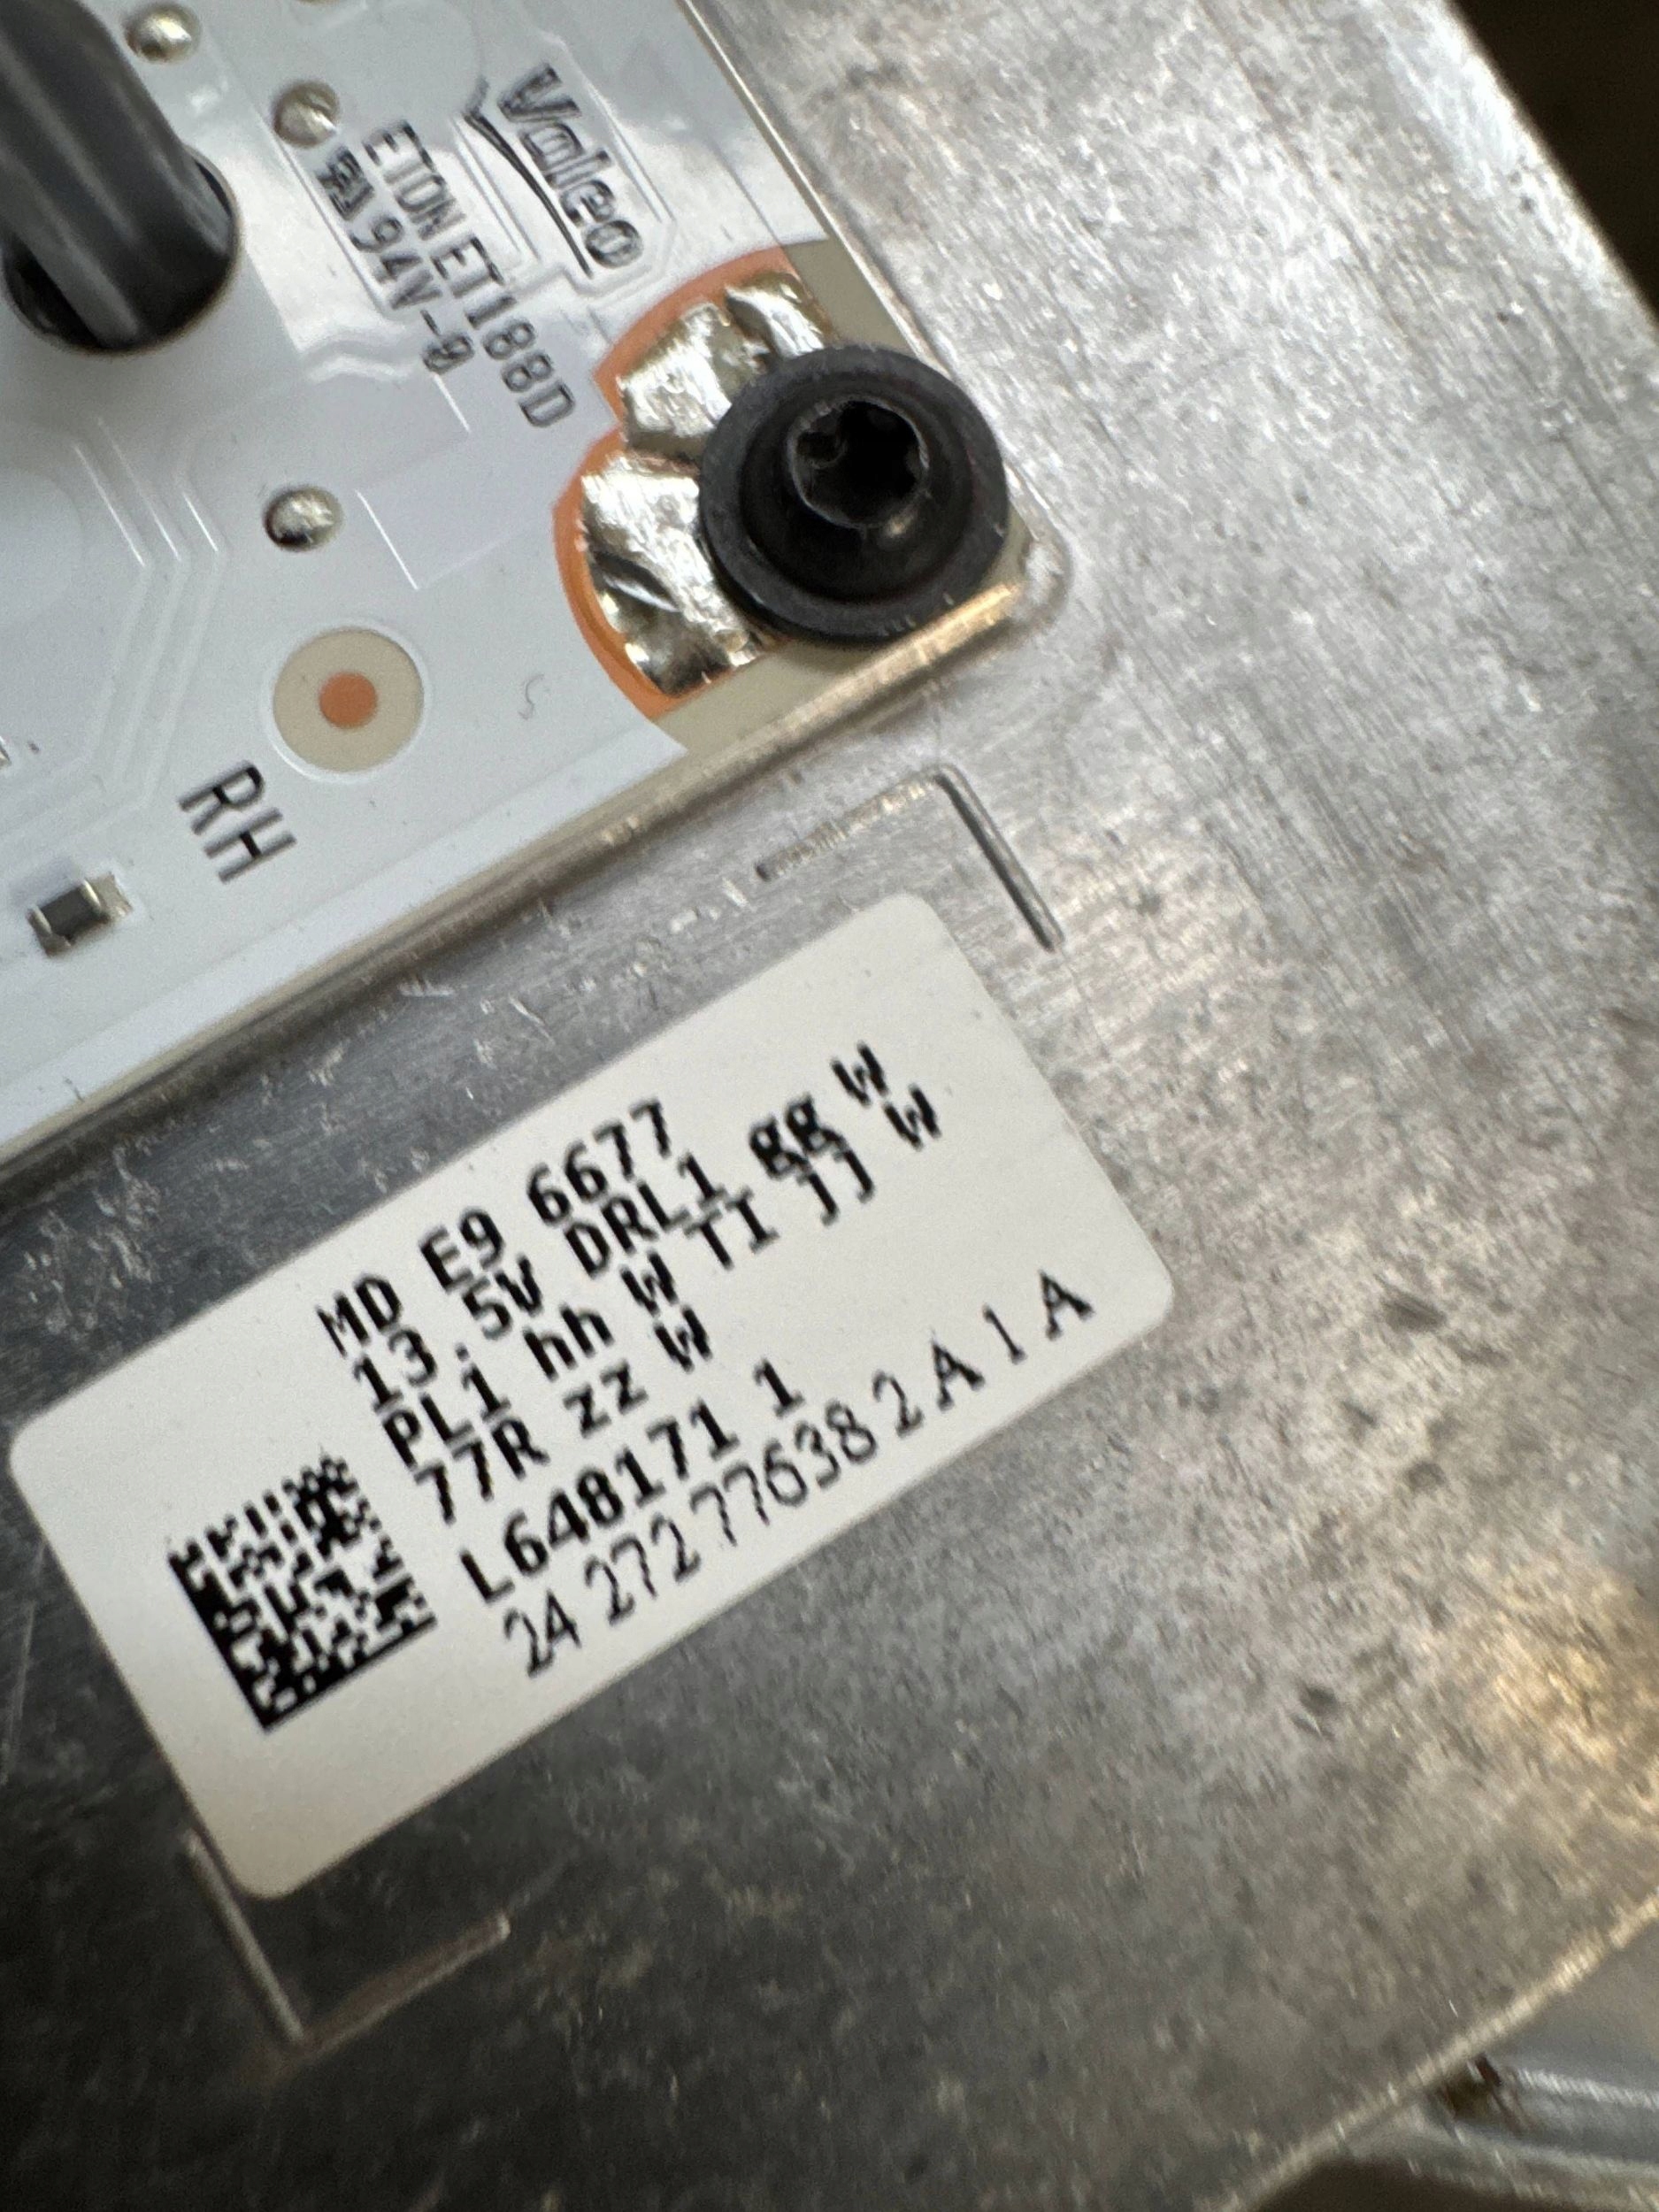 Valeo
ETON ET188D
94V-0
RH
MD E9 6677
13.5V DRL1 gg W
PL1 hh W TI jj W
77R zz W
L648171 1
24 272 77638 2 A 1 A